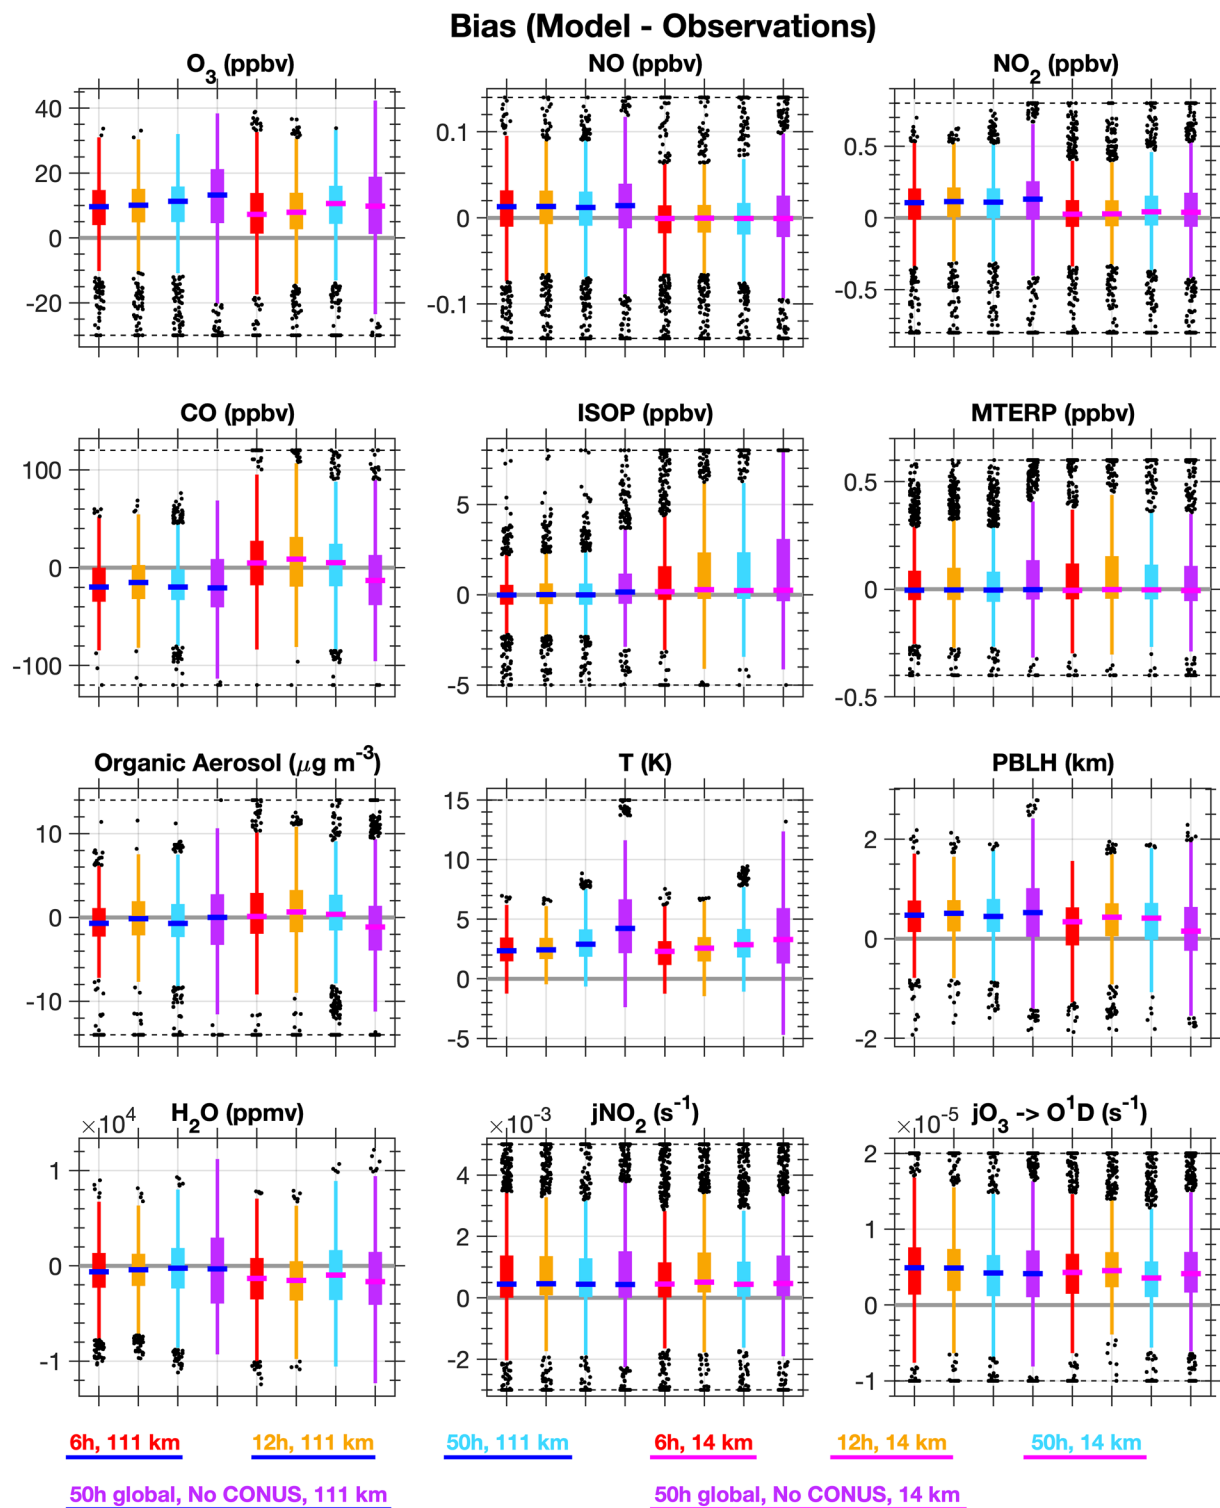 Bias (Model - Observations)
O3 (ppbv)
NO (ppbv)
NO2 (ppbv)
40
20
0
-20
0.1
0
-0.1
0.5
0
-0.5
CO (ppbv)
ISOP (ppbv)
MTERP (ppbv)
100
0
-100
5
0
-5
0.5
0
-0.5
Organic Aerosol (μg m-3)
T (K)
PBLH (km)
10
0
-10
15
10
5
0
-5
2
0
-2
×10^4 H2O (ppmv)
×10^-3 jNO2 (s-1)
×10^-5 jO3 -> O1D (s-1)
1
0
-1
4
2
0
-2
2
1
0
-1
6h, 111 km 12h, 111 km 50h, 111 km 6h, 14 km 12h, 14 km 50h, 14 km
50h global, No CONUS, 111 km 50h global, No CONUS, 14 km